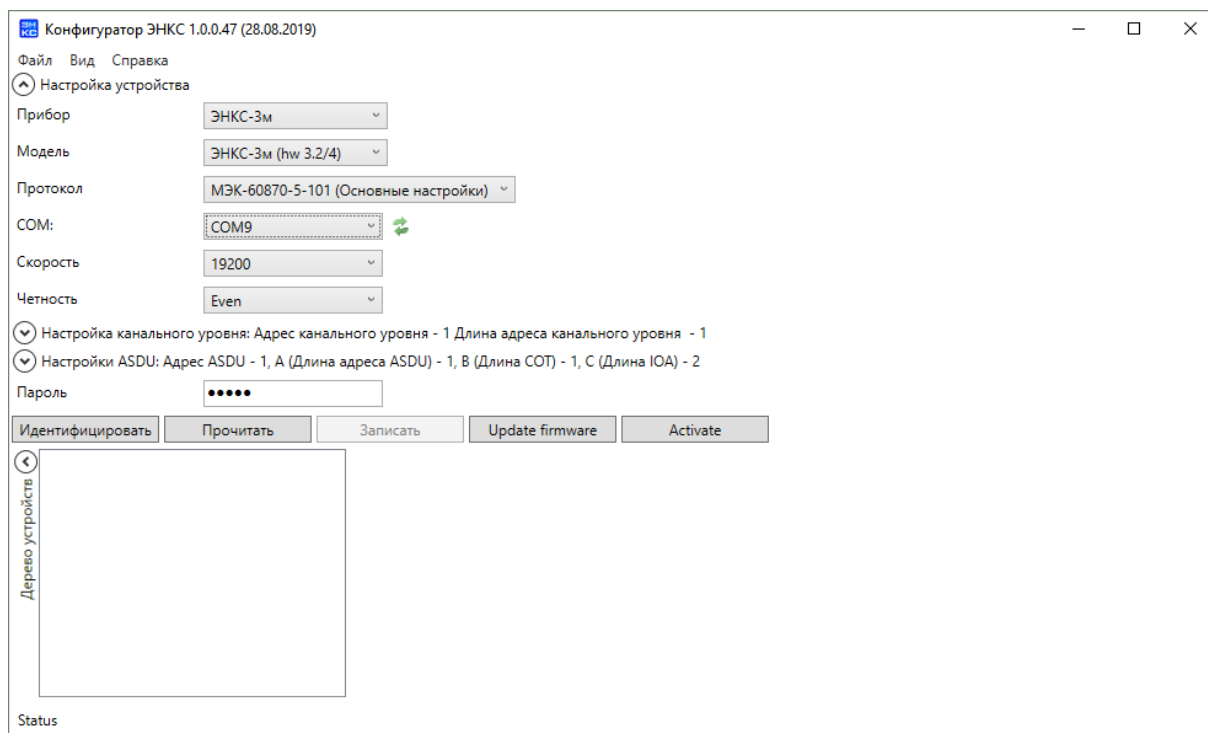 ЭН КС Конфигуратор ЭНКС 1.0.0.47 (28.08.2019)
Файл Вид Справка
Настройка устройства
Прибор ЭНКС-3м
Модель ЭНКС-3м (hw 3.2/4)
Протокол МЭК-60870-5-101 (Основные настройки)
COM: COM9
Скорость 19200
Четность Even
Настройка канального уровня: Адрес канального уровня - 1 Длина адреса канального уровня - 1
Настройки ASDU: Адрес ASDU - 1, A (Длина адреса ASDU) - 1, B (Длина COT) - 1, C (Длина IOA) - 2
Пароль •••••
Идентифицировать Прочитать Записать Update firmware Activate
Дерево устройств
Status